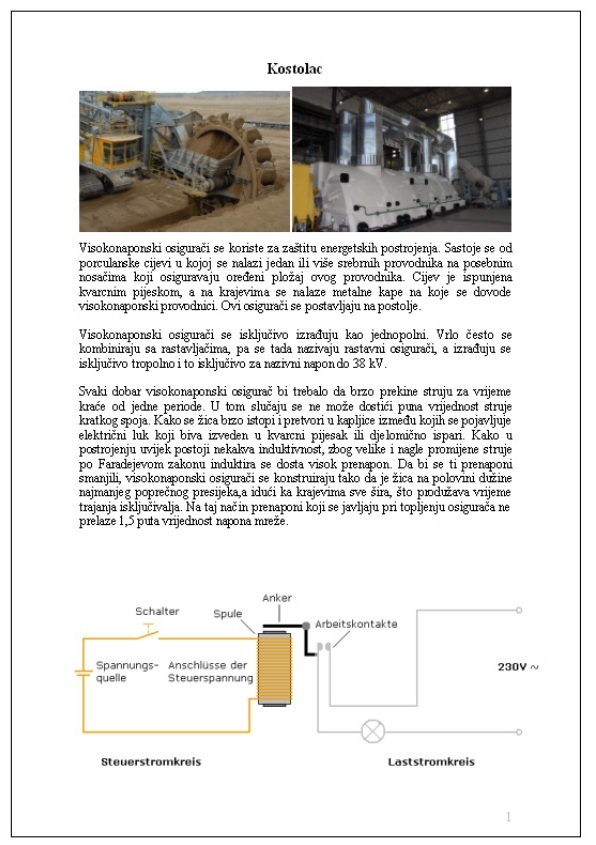 Kostolac
Visokonaponski osigurači se koriste za zaštitu energetskih postrojenja. Sastoje se od
porculanske cijevi u kojoj se nalazi jedan ili više srebrnih provodnika na posebnim
nosačima koji osiguravaju oređeni pložaj ovog provodnika. Cijev je ispunjena
kvarcnim pijeskom, a na krajevima se nalaze metalne kape na koje se dovode
visokonaponski provodnici. Ovi osigurači se postavljaju na postolje.
Visokonaponski osigurači se isključivo izrađuju kao jednopolni. Vrlo često se
kombiniraju sa rastavljačima, pa se tada nazivaju rastavni osigurači, a izrađuju se
isključivo tropolno i to isključivo za nazivni napon do 38 kV.
Svaki dobar visokonaponski osigurač bi trebalo da brzo prekine struju za vrijeme
kraće od jedne periode. U tom slučaju se ne može dostići puna vrijednost struje
kratkog spoja. Kako se žica brzo istopi i pretvori u kapljice između kojih se pojavljuje
električni luk koji biva izveden u kvarcni pijesak ili djelomično ispari. Kako u
postrojenju uvijek postoji nekakva induktivnost, zbog velike i nagle promijene struje
po Faradejevom zakonu induktira se dosta visok prenapon. Da bi se ti prenaponi
smanjili, visokonaponski osigurači se konstruiraju tako da je žica na polovini dužine
najmanjeg poprečnog presijeka,a idući ka krajevima sve šira, što produžava vrijeme
trajanja isključivalja. Na taj način prenaponi koji se javljaju pri topljenju osigurača ne
prelaze 1,5 puta vrijednost napona mreže.
Anker
Schalter
Spule
Arbeitskontakte
Spannungs-
quelle
Anschlüsse der
Steuerspannung
230V ~
Steuerstromkreis
Laststromkreis
1